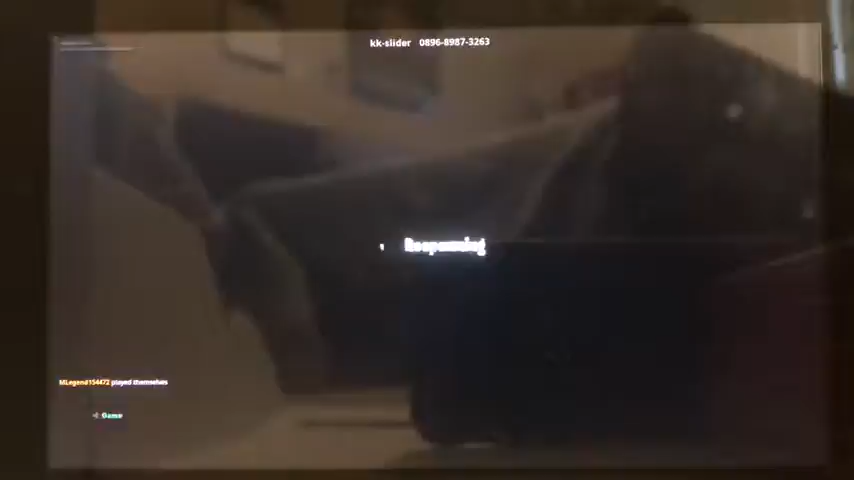 kk-slider 0896-8987-3263
Respawning
MLegend154472 played themselves
Game